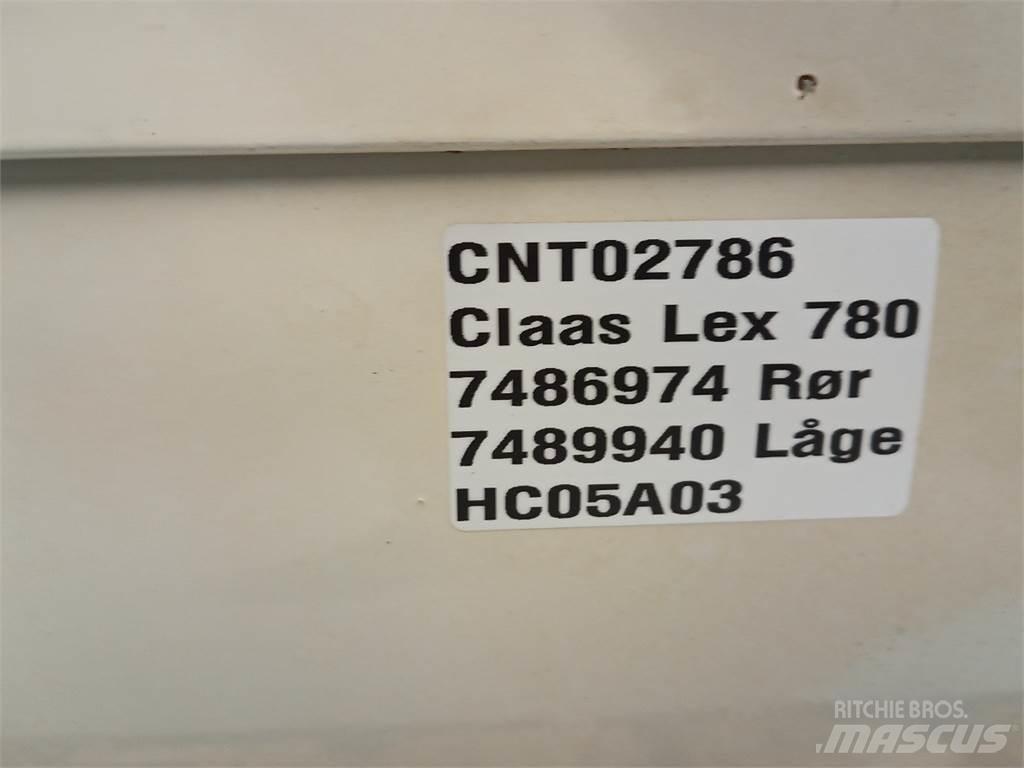 CNT02786
Claas Lex 780
7486974 Rør
7489940 Låge
HC05A03
RITCHIE BROS.
MASCUS